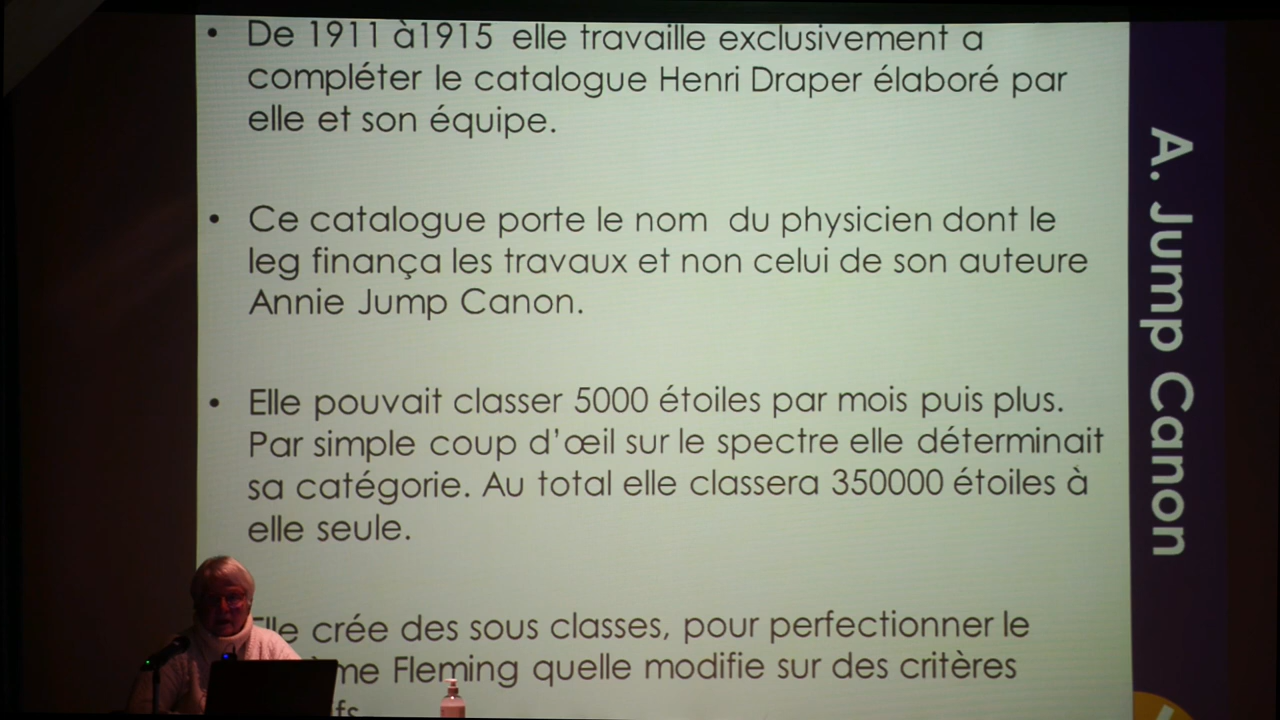 • De 1911 à1915 elle travaille exclusivement a
compléter le catalogue Henri Draper élaboré par
elle et son équipe.
• Ce catalogue porte le nom du physicien dont le
leg finança les travaux et non celui de son auteure
Annie Jump Canon.
• Elle pouvait classer 5000 étoiles par mois puis plus.
Par simple coup d'œil sur le spectre elle déterminait
sa catégorie. Au total elle classera 350000 étoiles à
elle seule.
Elle crée des sous classes, pour perfectionner le
Fleming quelle modifie sur des critères
A. Jump Canon